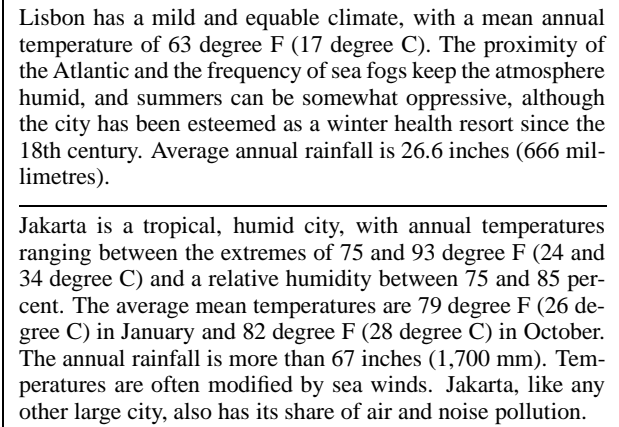 Lisbon has a mild and equable climate, with a mean annual
temperature of 63 degree F (17 degree C). The proximity of
the Atlantic and the frequency of sea fogs keep the atmosphere
humid, and summers can be somewhat oppressive, although
the city has been esteemed as a winter health resort since the
18th century. Average annual rainfall is 26.6 inches (666 mil-
limetres).
Jakarta is a tropical, humid city, with annual temperatures
ranging between the extremes of 75 and 93 degree F (24 and
34 degree C) and a relative humidity between 75 and 85 per-
cent. The average mean temperatures are 79 degree F (26 de-
gree C) in January and 82 degree F (28 degree C) in October.
The annual rainfall is more than 67 inches (1,700 mm). Tem-
peratures are often modified by sea winds. Jakarta, like any
other large city, also has its share of air and noise pollution.